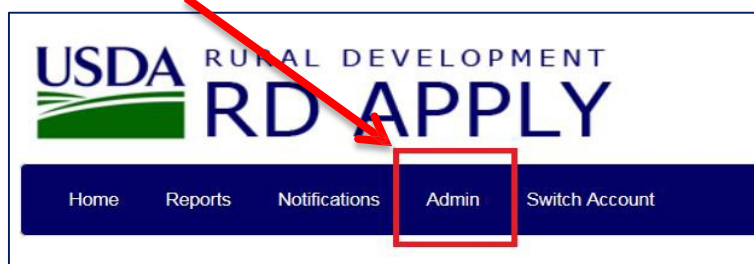 USDA RURAL DEVELOPMENT
RD APPLY
Home Reports Notifications Admin Switch Account